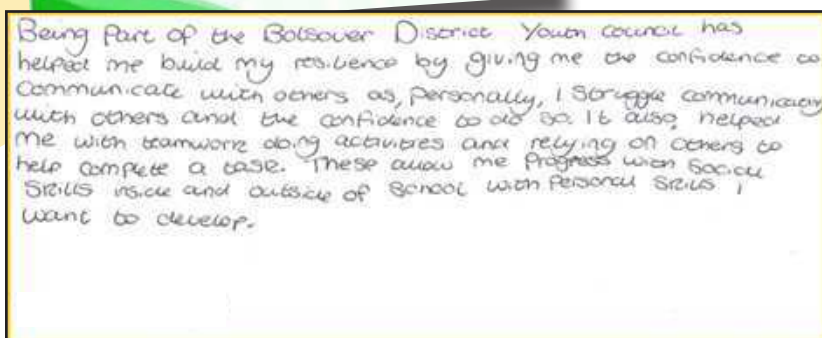 Being Part of the Bolsover District Youth council has
helped me build my resilience by giving me the confidence to
Communicate with others as, personally, I struggle communicating
with others and the confidence to do so. It also helped
me with teamwork doing activities and relying on others to
help complete a task. These allow me Progress with Social
Skills inside and outside of School with Personal Skills I
want to develop.